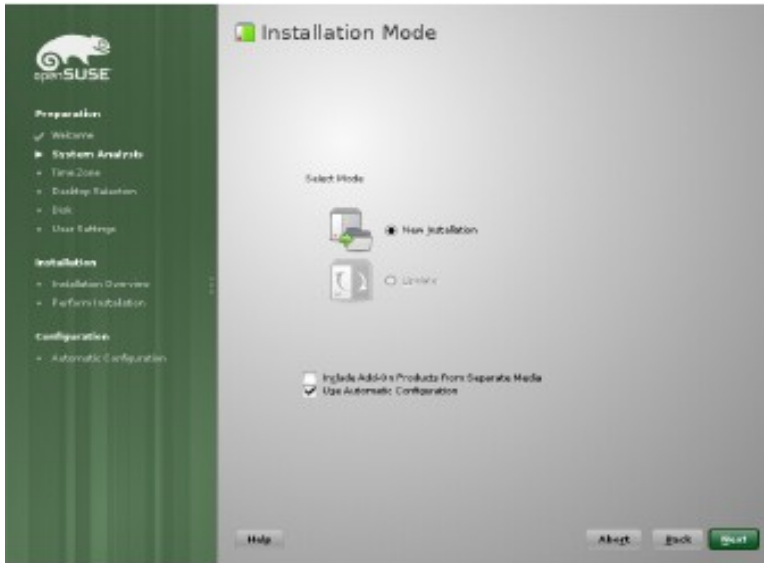 openSUSE
Preparation
Welcome
System Analysis
Time Zone
Desktop Selection
Disk
User Settings
Installation
Installation Overview
Perform Installation
Configuration
Automatic Configuration
Installation Mode
Select Mode
New Installation
Update
Include Add-On Products from Separate Media
Use Automatic Configuration
Help
Abort
Back
Next